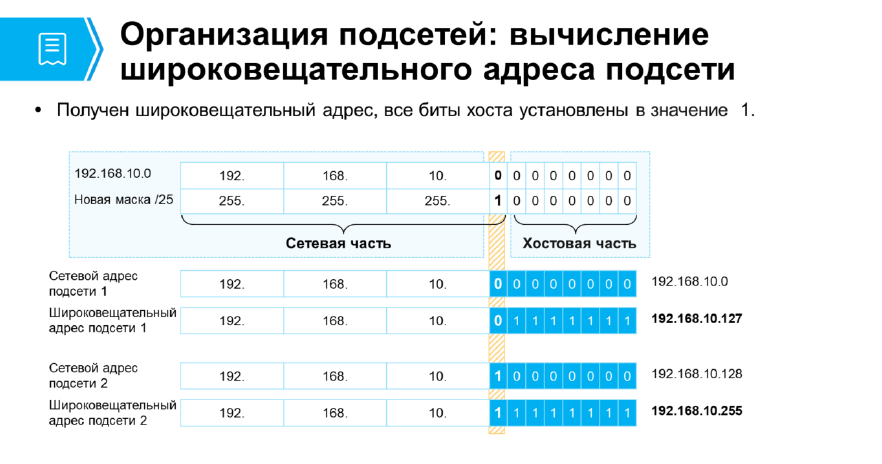 Организация подсетей: вычисление
широковещательного адреса подсети
• Получен широковещательный адрес, все биты хоста установлены в значение 1.
192.168.10.0 192. 168. 10. 0 0 0 0 0 0 0 0
Новая маска /25 255. 255. 255. 1 0 0 0 0 0 0 0
Сетевая часть Хостовая часть
Сетевой адрес
подсети 1 192. 168. 10. 0 0 0 0 0 0 0 0 192.168.10.0
Широковещательный
адрес подсети 1 192. 168. 10. 0 1 1 1 1 1 1 1 192.168.10.127
Сетевой адрес
подсети 2 192. 168. 10. 1 0 0 0 0 0 0 0 192.168.10.128
Широковещательный
адрес подсети 2 192. 168. 10. 1 1 1 1 1 1 1 1 192.168.10.255